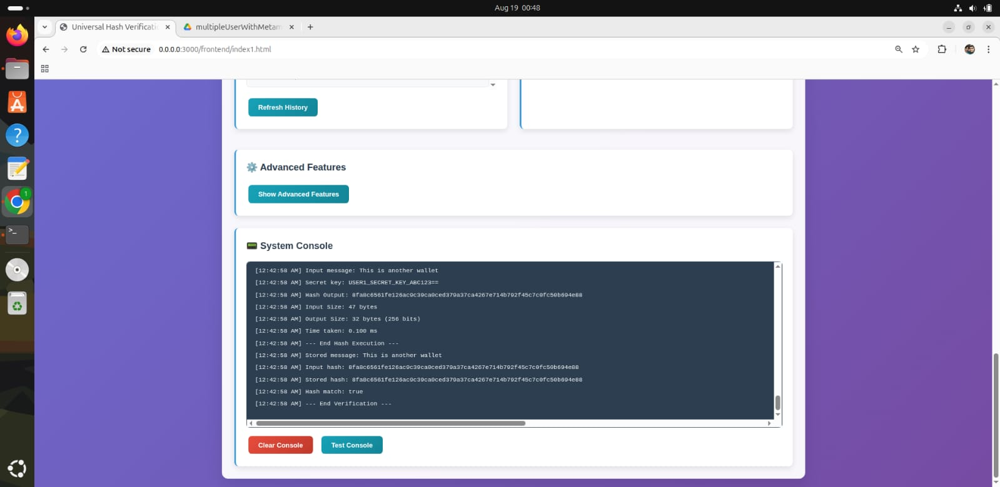 Aug 19 00:48
Universal Hash Verificati
multipleUserWithMetam
Not secure 0.0.0.0:3000/frontend/index1.html
Refresh History
Advanced Features
Show Advanced Features
System Console
[12:42:58 AM] Input message: This is another wallet
[12:42:58 AM] Secret key: USER1_SECRET_KEY_ABC123==
[12:42:58 AM] Hash Output: 8fa8c6561fe126ac9c39ca0ced379a37ca4267e714b792f45c7c0fc50b694e88
[12:42:58 AM] Input Size: 47 bytes
[12:42:58 AM] Output Size: 32 bytes (256 bits)
[12:42:58 AM] Time taken: 0.100 ms
[12:42:58 AM] --- End Hash Execution ---
[12:42:58 AM] Stored message: This is another wallet
[12:42:58 AM] Input hash: 8fa8c6561fe126ac9c39ca0ced379a37ca4267e714b792f45c7c0fc50b694e88
[12:42:58 AM] Stored hash: 8fa8c6561fe126ac9c39ca0ced379a37ca4267e714b792f45c7c0fc50b694e88
[12:42:58 AM] Hash match: true
[12:42:58 AM] --- End Verification ---
Clear Console
Test Console
1